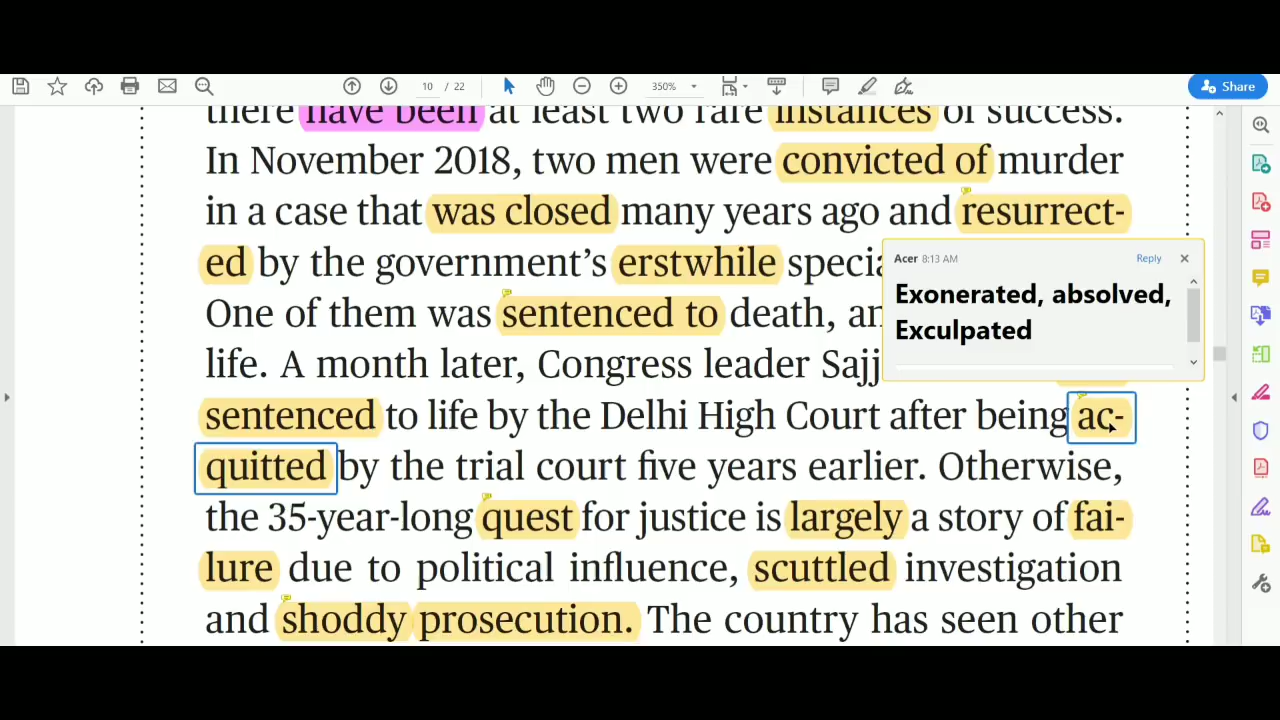 10 / 22
350%
Share
there have been at least two rare instances of success.
In November 2018, two men were convicted of murder
in a case that was closed many years ago and resurrect-
ed by the government's erstwhile specia
One of them was sentenced to death, an
life. A month later, Congress leader Sajj
sentenced to life by the Delhi High Court after being ac-
quitted by the trial court five years earlier. Otherwise,
the 35-year-long quest for justice is largely a story of fai-
lure due to political influence, scuttled investigation
and shoddy prosecution. The country has seen other
Acer 8:13 AM
Reply
Exonerated, absolved,
Exculpated